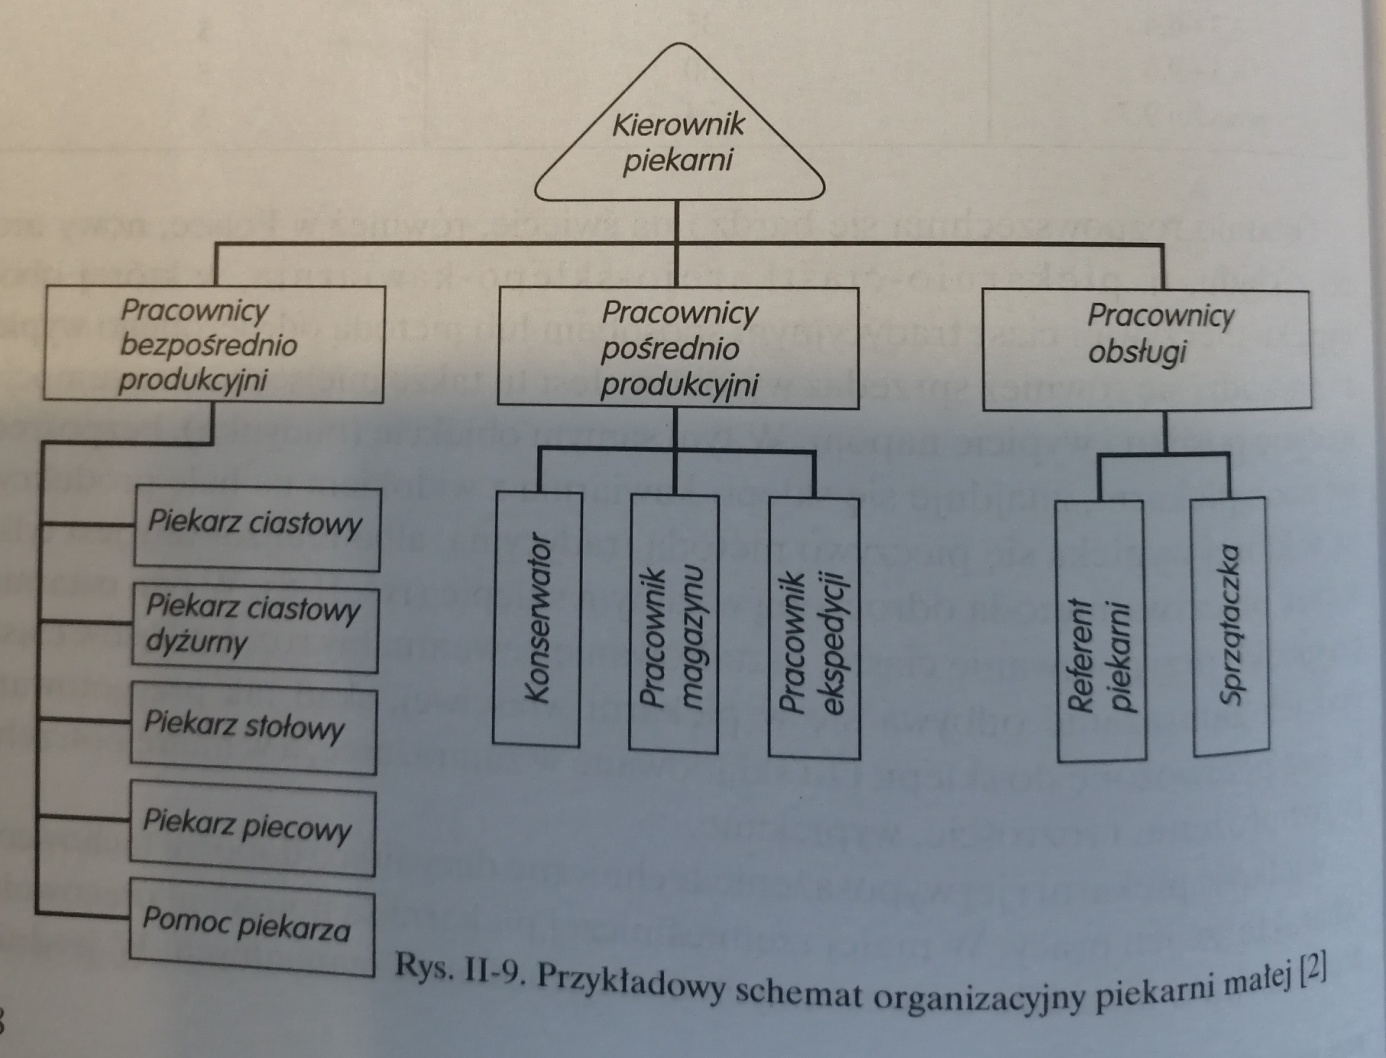 Kierownik
piekarni
Pracownicy
bezpośrednio
produkcyjni
Pracownicy
pośrednio
produkcyjni
Pracownicy
obsługi
Piekarz ciastowy
Piekarz ciastowy
dyżurny
Piekarz stołowy
Piekarz piecowy
Pomoc piekarza
Konserwator
Pracownik
magazynu
Pracownik
ekspedycji
Referent
piekarni
Sprzątaczka
Rys. II-9. Przykładowy schemat organizacyjny piekarni małej [2]